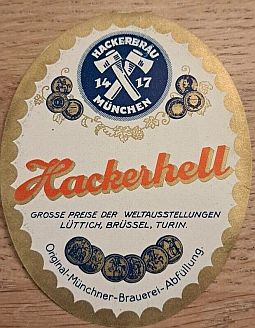 HACKERBRÄU
14 17
MÜNCHEN
Hackerhell
GROSSE PREISE DER WELTAUSSTELLUNGEN
LÜTTICH, BRÜSSEL, TURIN.
Original-Münchner-Brauerei-Abfüllung.